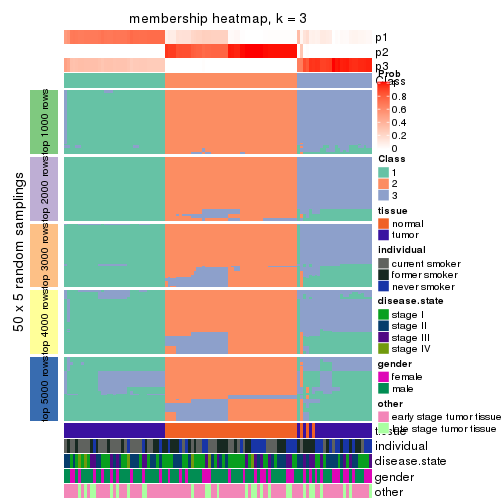 membership heatmap, k = 3
p1
p2
p3
Class
50 x 5 random samplings
top 1000 rows
top 2000 rows
top 3000 rows
top 4000 rows
top 5000 rows
tissue
individual
disease.state
gender
other
Prob
1
0.8
0.6
0.4
0.2
0
Class
1
2
3
tissue
normal
tumor
individual
current smoker
former smoker
never smoker
disease.state
stage I
stage II
stage III
stage IV
gender
female
male
other
early stage tumor tissue
late stage tumor tissue